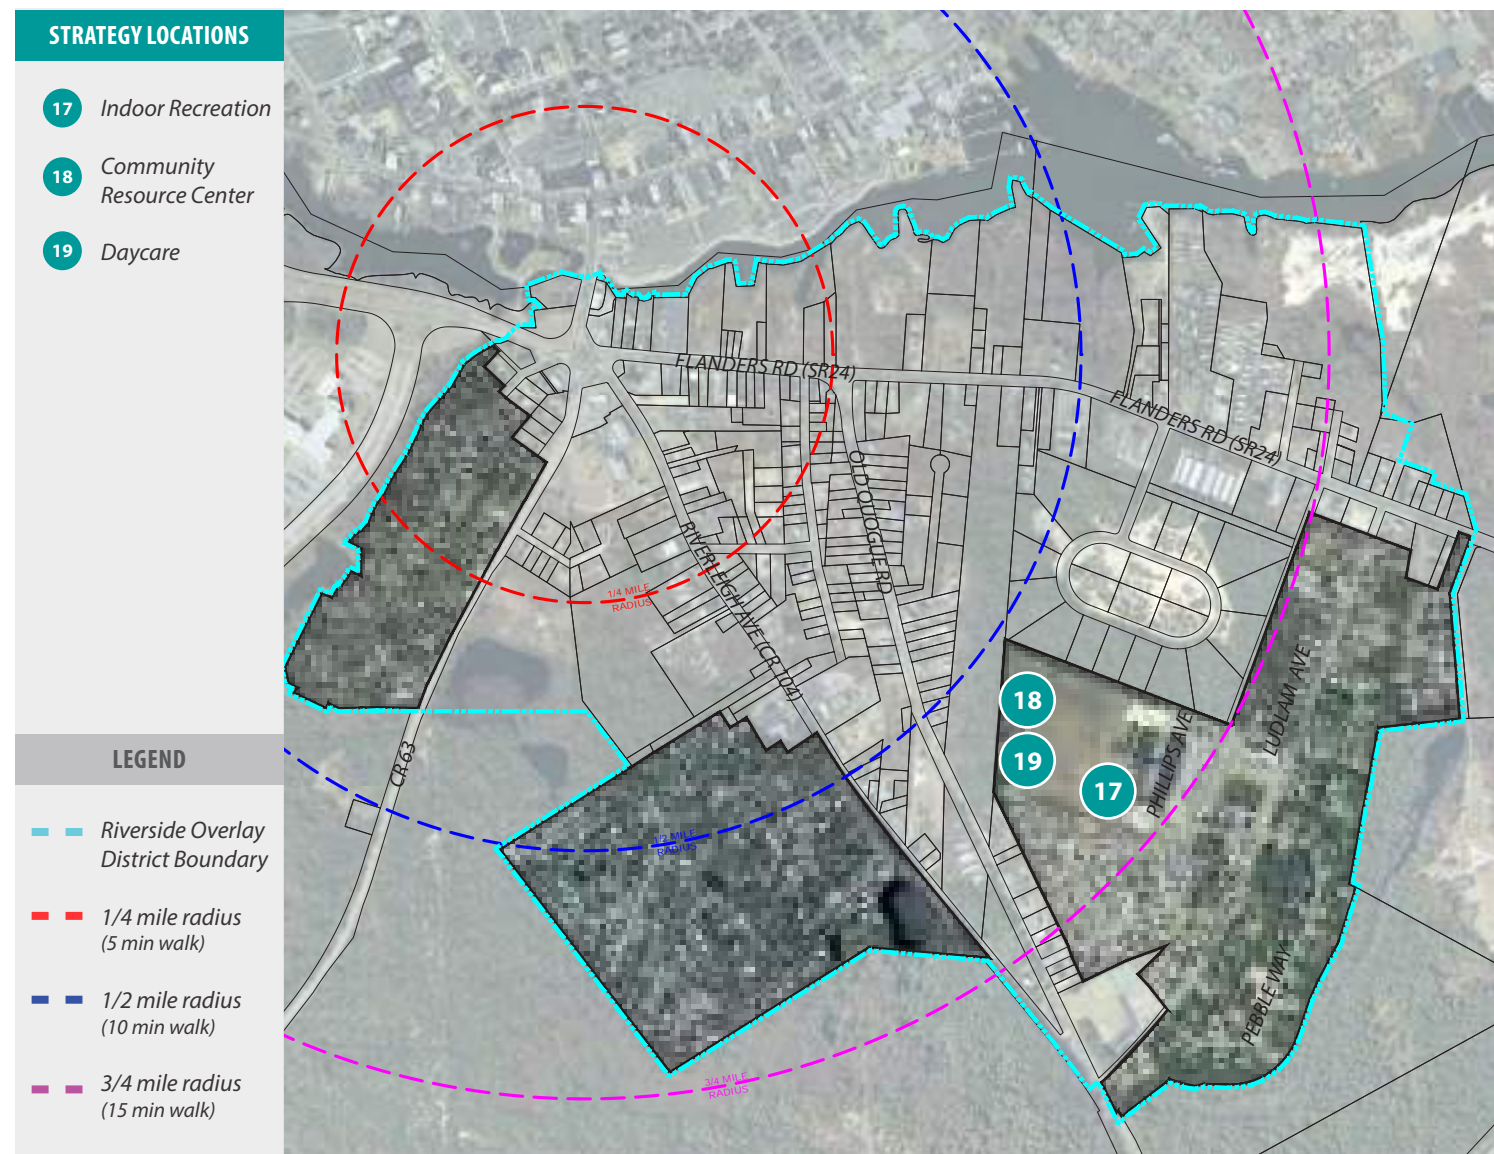 STRATEGY LOCATIONS
17 Indoor Recreation
18 Community
Resource Center
19 Daycare
LEGEND
Riverside Overlay
District Boundary
1/4 mile radius
(5 min walk)
1/2 mile radius
(10 min walk)
3/4 mile radius
(15 min walk)
FLANDERS RD (SR24)
FLANDERS RD (SR24)
OLD QUOGUE RD
RIVERLEIGH AVE (CR 104)
1/4 MILE
RADIUS
CR 63
1/2 MILE
RADIUS
18
19
17
PHILLIPS AVE
LUDLAM AVE
PEBBLE WAY
3/4 MILE
RADIUS